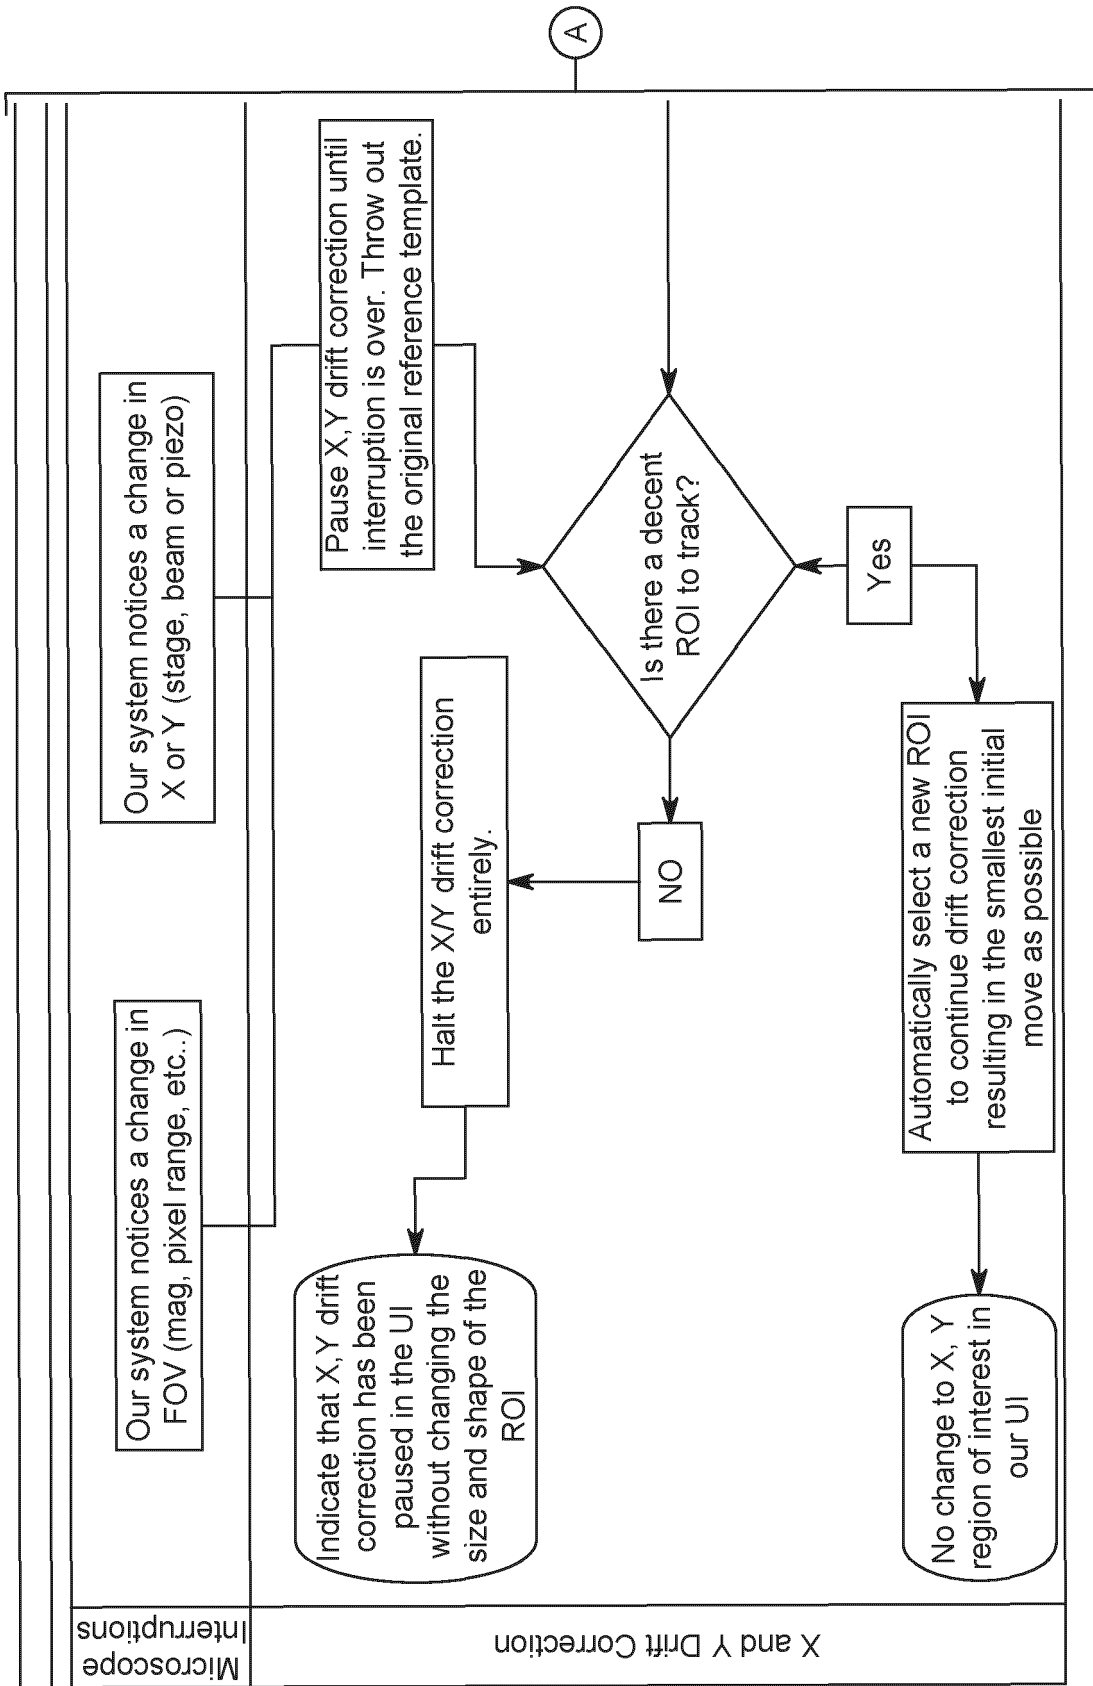 Microscope
Interruptions
Our system notices a change in
FOV (mag, pixel range, etc..)
Our system notices a change in
X or Y (stage, beam or piezo)
X and Y Drift Correction
Pause X,Y drift correction until
interruption is over. Throw out
the original reference template.
Is there a decent
ROI to track?
NO
Halt the X/Y drift correction
entirely.
Indicate that X,Y drift
correction has been
paused in the UI
without changing the
size and shape of the
ROI
Yes
Automatically select a new ROI
to continue drift correction
resulting in the smallest initial
move as possible
No change to X, Y
region of interest in
our UI
A